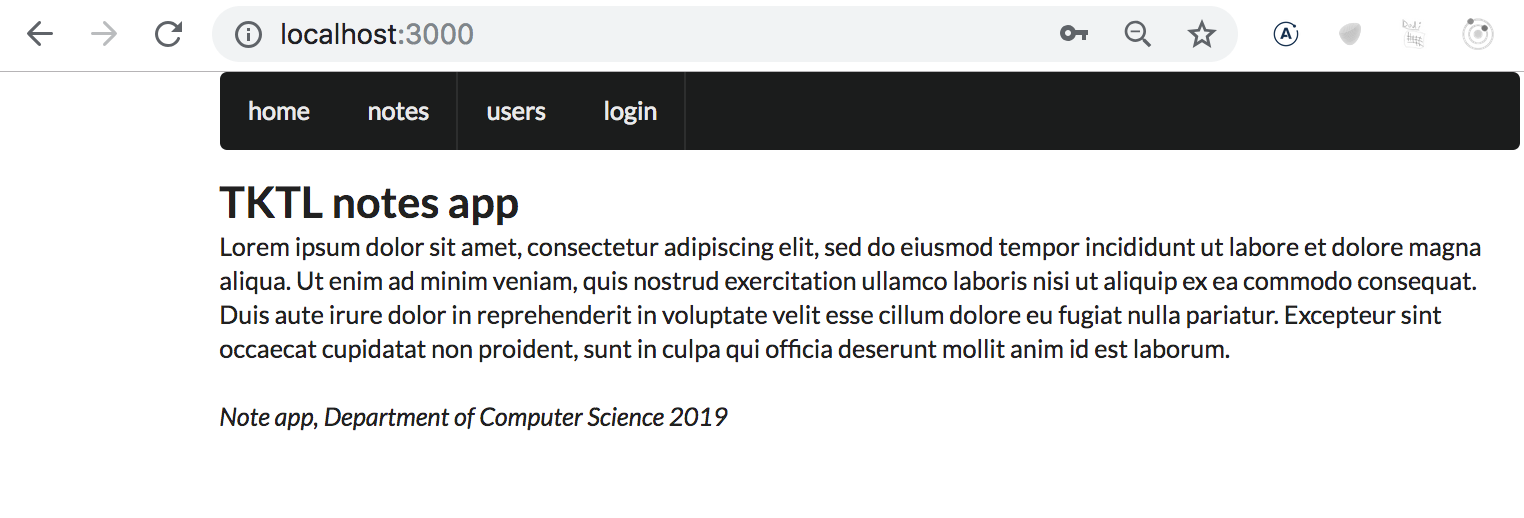 localhost:3000
home notes users login
TKTL notes app
Lorem ipsum dolor sit amet, consectetur adipiscing elit, sed do eiusmod tempor incididunt ut labore et dolore magna
aliqua. Ut enim ad minim veniam, quis nostrud exercitation ullamco laboris nisi ut aliquip ex ea commodo consequat.
Duis aute irure dolor in reprehenderit in voluptate velit esse cillum dolore eu fugiat nulla pariatur. Excepteur sint
occaecat cupidatat non proident, sunt in culpa qui officia deserunt mollit anim id est laborum.
Note app, Department of Computer Science 2019